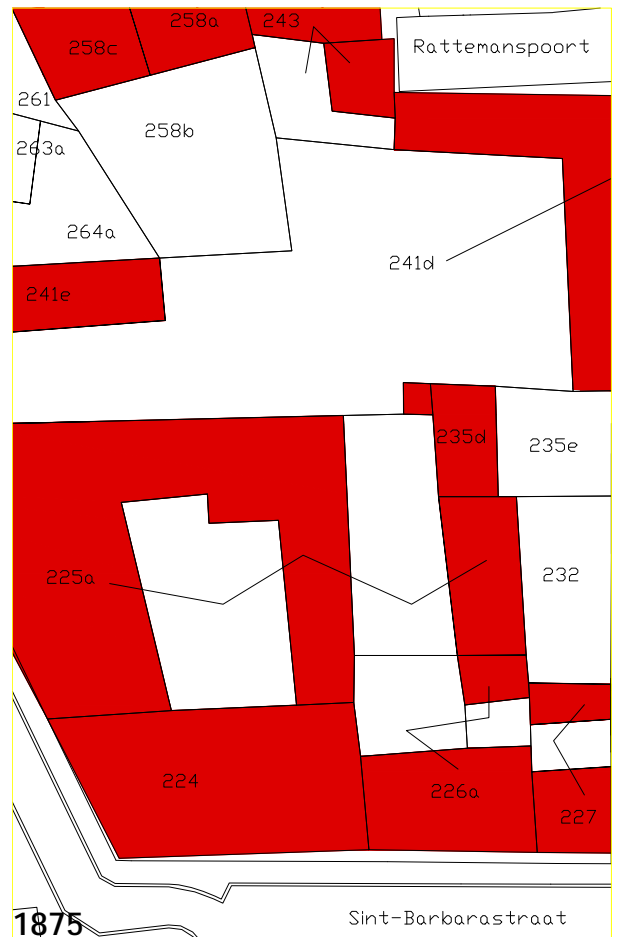 258a
243
258c
Rattemanspoort
261
258b
263a
264a
241d
241e
235d
235e
225a
232
224
226a
227
Sint-Barbarastraat
1875